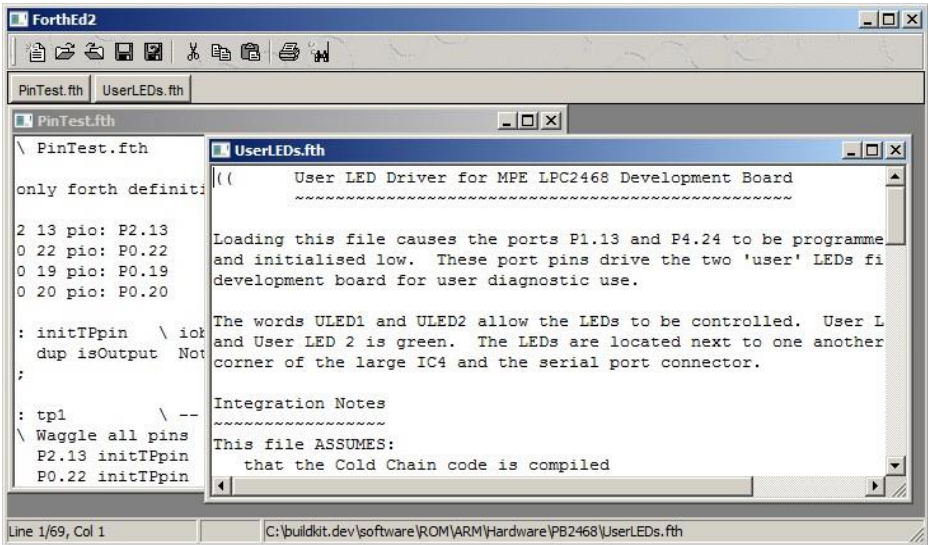 ForthEd2
PinTest.fth UserLEDs.fth
PinTest.fth
\ PinTest.fth
only forth definiti
2 13 pio: P2.13
0 22 pio: P0.22
0 19 pio: P0.19
0 20 pio: P0.20
: initTPpin \ iob
dup isOutput Not
;
: tp1 \ --
\ Waggle all pins
P2.13 initTPpin
P0.22 initTPpin
UserLEDs.fth
(( User LED Driver for MPE LPC2468 Development Board
~~~~~~~~~~~~~~~~~~~~~~~~~~~~~~~~~~~~~~~~~~~~~~~~~
Loading this file causes the ports P1.13 and P4.24 to be programme
and initialised low. These port pins drive the two 'user' LEDs fi
development board for user diagnostic use.
The words ULED1 and ULED2 allow the LEDs to be controlled. User L
and User LED 2 is green. The LEDs are located next to one another
corner of the large IC4 and the serial port connector.
Integration Notes
~~~~~~~~~~~~~~~~~
This file ASSUMES:
that the Cold Chain code is compiled
Line 1/69, Col 1
C:\buildkit.dev\software\ROM\ARM\Hardware\PB2468\UserLEDs.fth